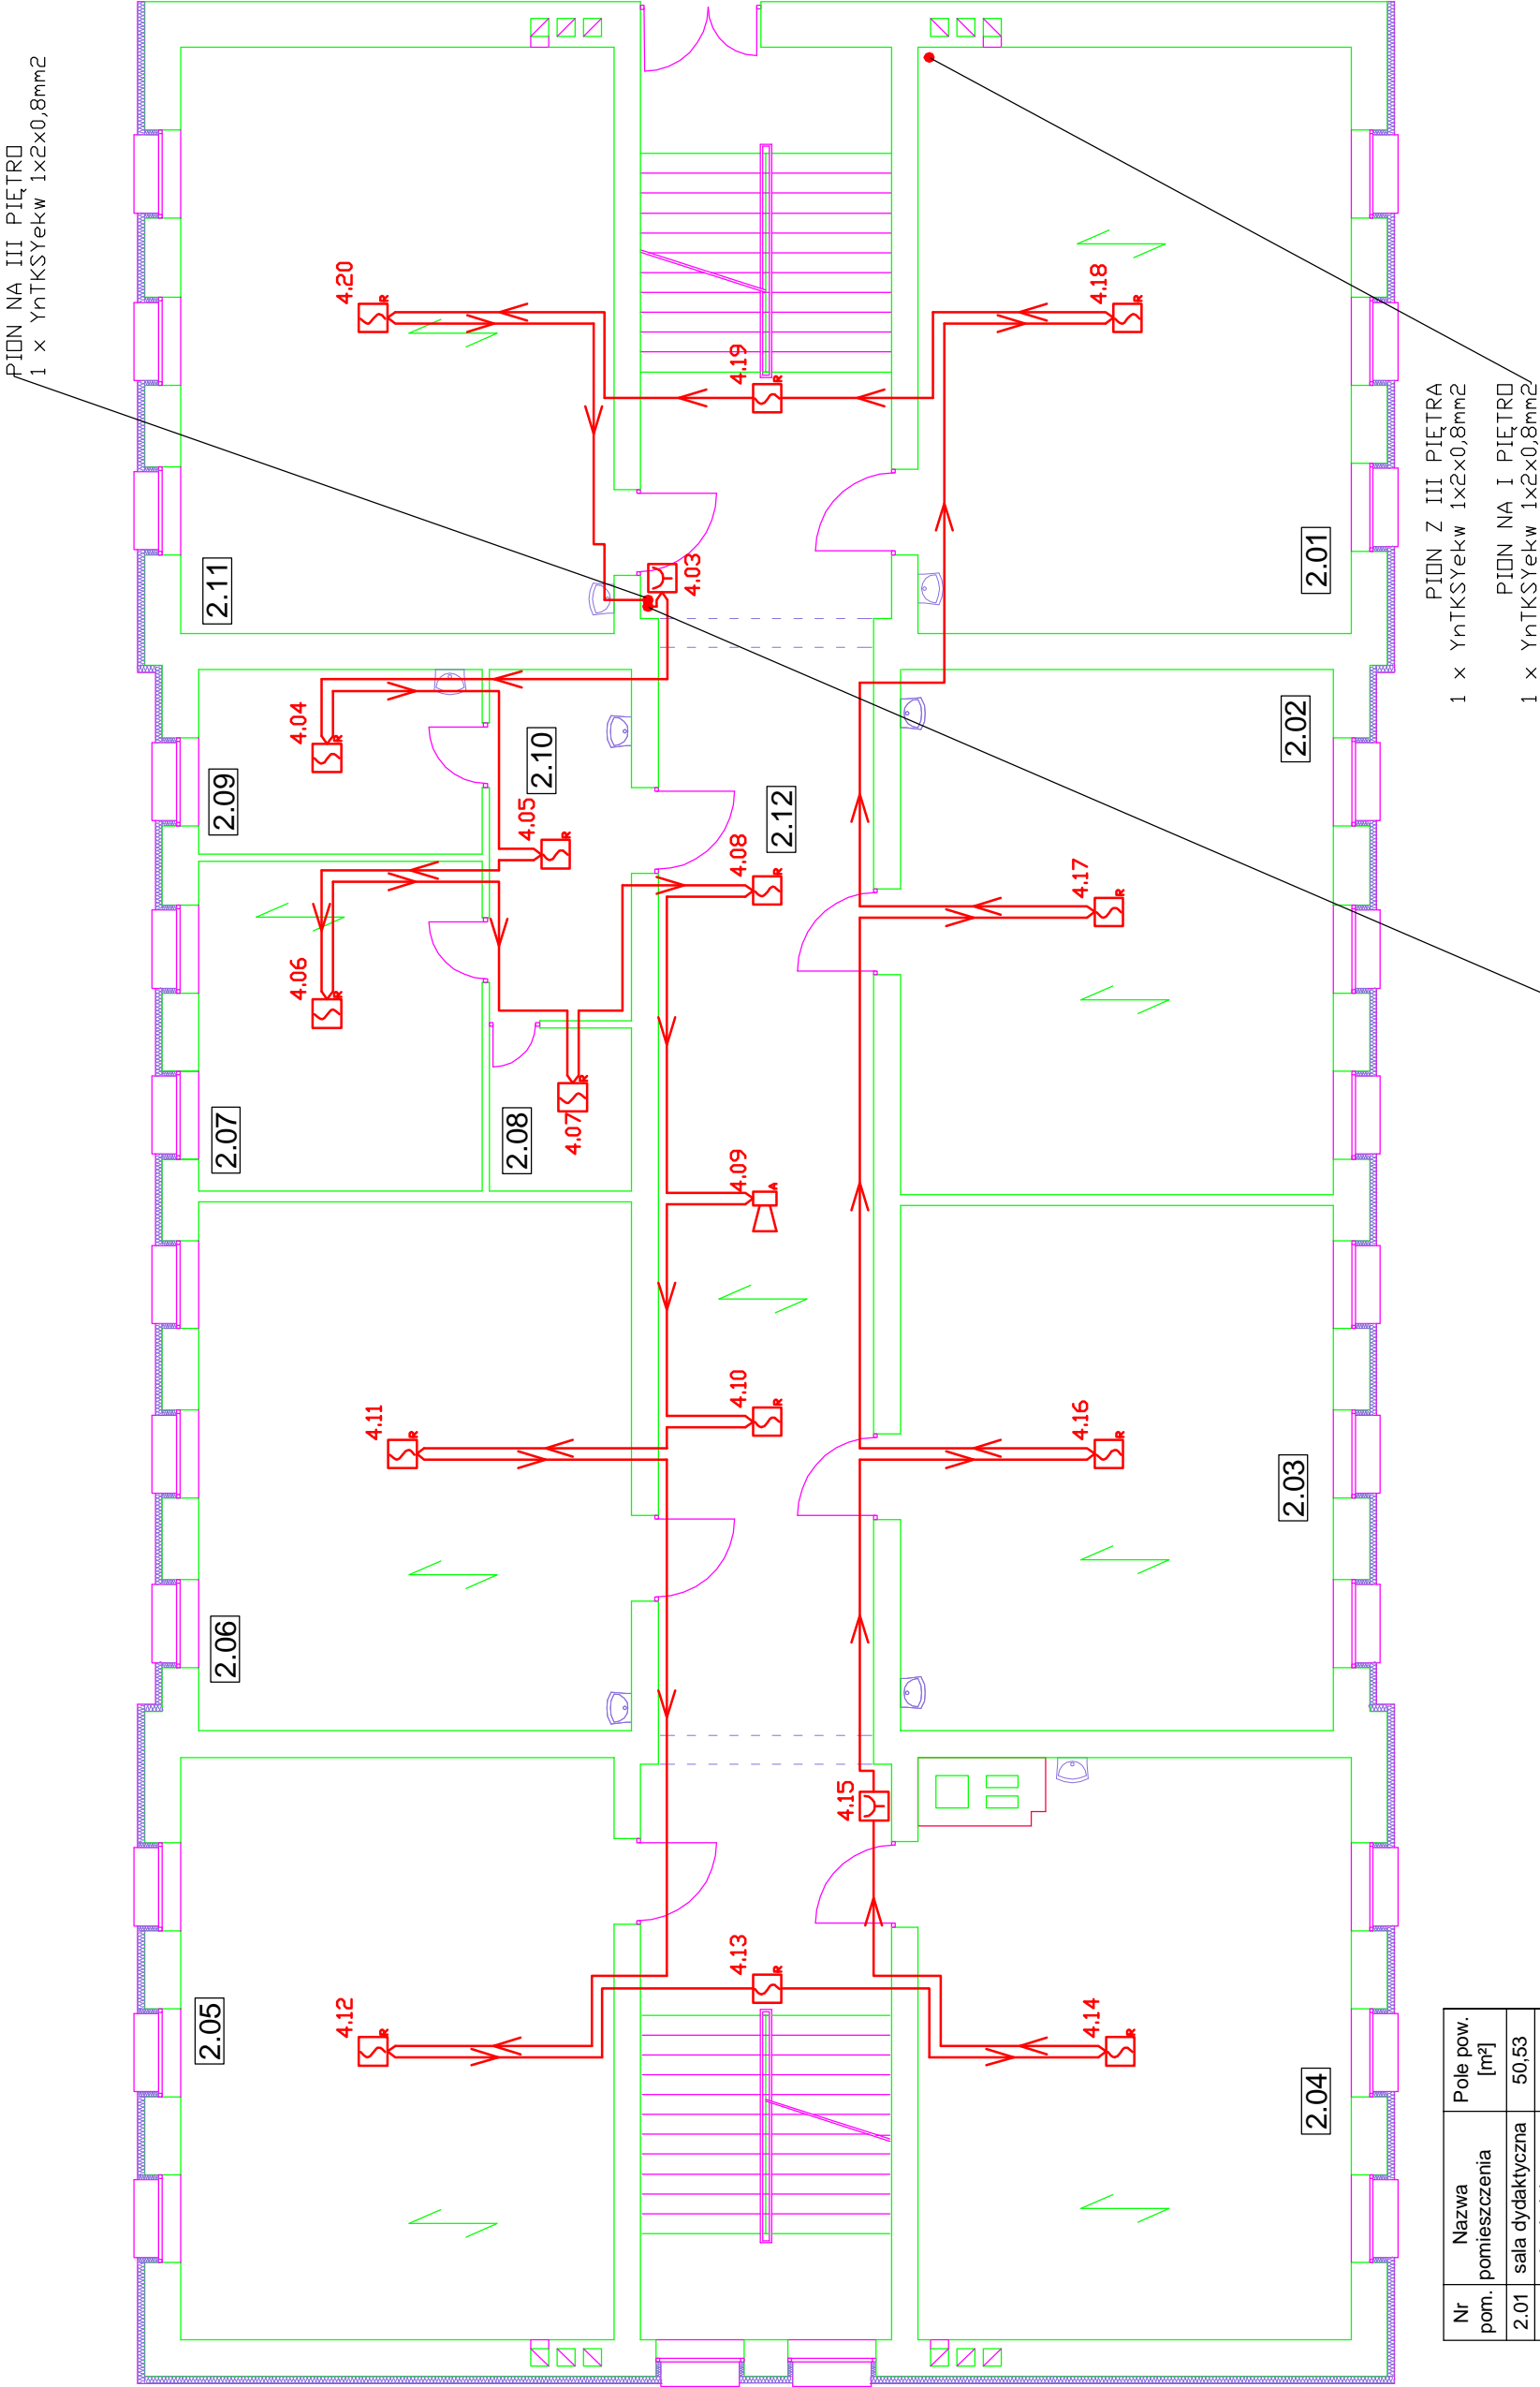 PION NA III PIĘTRO
1 x YnTKSYekw 1x2x0,8mm2
4.20
R
4.19
R
4.18
R
2.11
4.03
2.01
4.04
R
2.09
2.10
4.05
R
2.12
4.08
R
2.02
4.17
R
4.06
R
2.07
2.08
4.07
R
4.09
A
4.11
R
4.10
R
4.16
R
2.06
2.03
4.15
2.05
4.12
R
4.13
R
4.14
R
2.04
PION Z III PIĘTRA
1 x YnTKSYekw 1x2x0,8mm2
PION NA I PIĘTRO
1 x YnTKSYekw 1x2x0,8mm2
Nr pom. Nazwa pomieszczenia Pole pow. [m²]
2.01 sala dydaktyczna 50,53